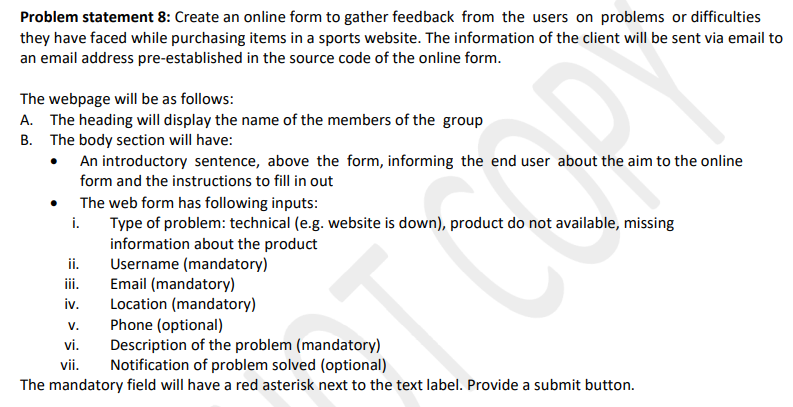 Problem statement 8: Create an online form to gather feedback from the users on problems or difficulties
they have faced while purchasing items in a sports website. The information of the client will be sent via email to
an email address pre-established in the source code of the online form.
The webpage will be as follows:
A. The heading will display the name of the members of the group
B. The body section will have:
• An introductory sentence, above the form, informing the end user about the aim to the online
form and the instructions to fill in out
• The web form has following inputs:
i. Type of problem: technical (e.g. website is down), product do not available, missing
information about the product
ii. Username (mandatory)
iii. Email (mandatory)
iv. Location (mandatory)
v. Phone (optional)
vi. Description of the problem (mandatory)
vii. Notification of problem solved (optional)
The mandatory field will have a red asterisk next to the text label. Provide a submit button.
OT COPY